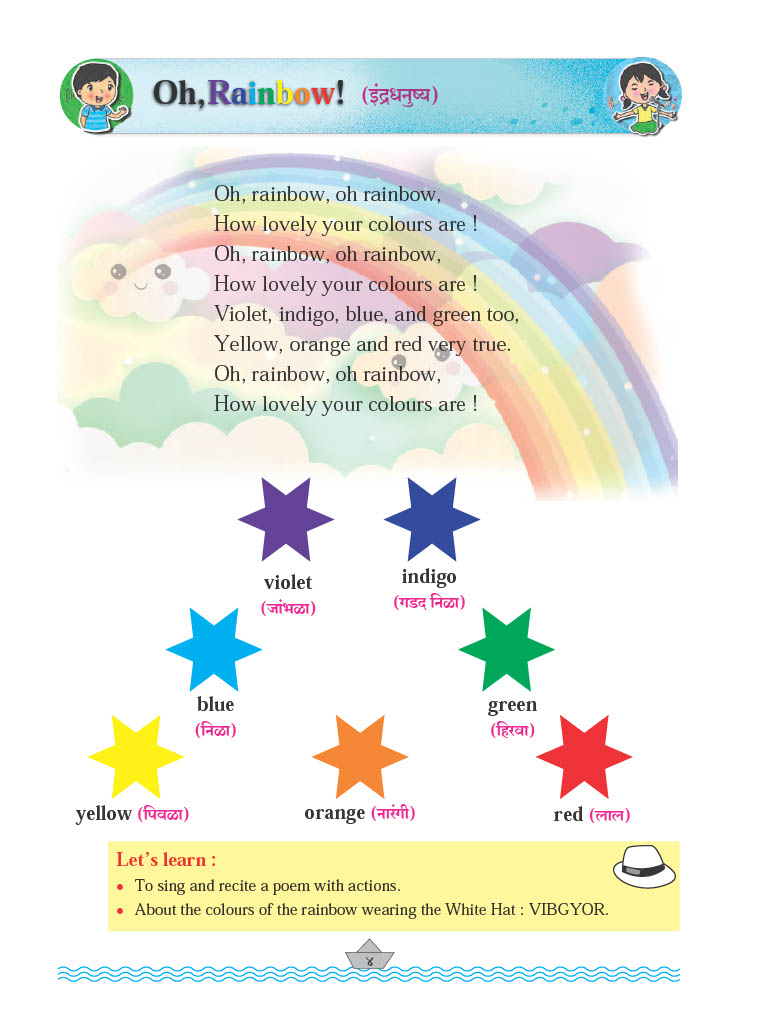 Oh, Rainbow! (इंद्रधनुष्य)
Oh, rainbow, oh rainbow,
How lovely your colours are !
Oh, rainbow, oh rainbow,
How lovely your colours are !
Violet, indigo, blue, and green too,
Yellow, orange and red very true.
Oh, rainbow, oh rainbow,
How lovely your colours are !
violet
(जांभळा)
indigo
(गडद निळा)
blue
(निळा)
green
(हिरवा)
yellow (पिवळा)
orange (नारंगी)
red (लाल)
Let's learn :
• To sing and recite a poem with actions.
• About the colours of the rainbow wearing the White Hat : VIBGYOR.
४